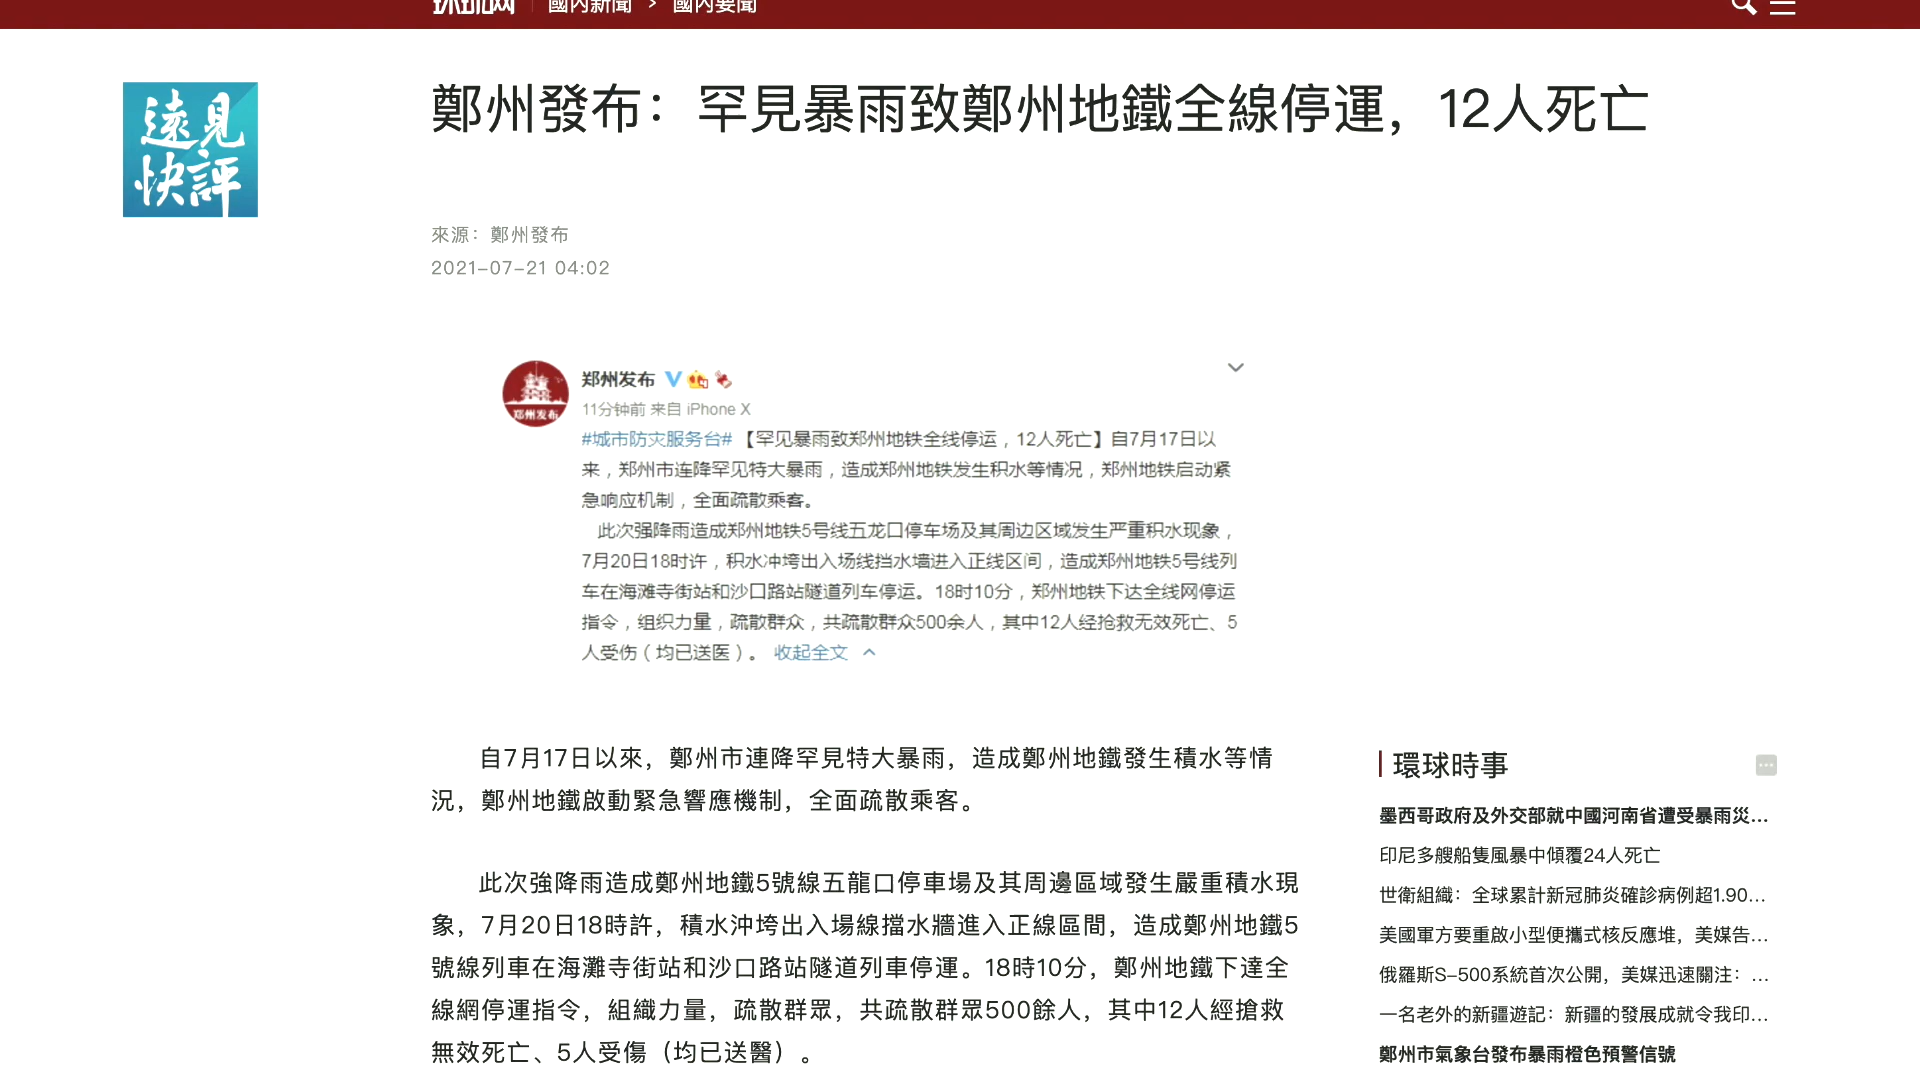 环球网 國內新聞 > 國內要聞
遠見
快評
鄭州發布：罕見暴雨致鄭州地鐵全線停運，12人死亡
來源：鄭州發布
2021-07-21 04:02
郑州发布
郑州发布
11分钟前 来自 iPhone X
#城市防灾服务台#【罕见暴雨致郑州地铁全线停运，12人死亡】自7月17日以
来，郑州市连降罕见特大暴雨，造成郑州地铁发生积水等情况，郑州地铁启动紧
急响应机制，全面疏散乘客。
此次强降雨造成郑州地铁5号线五龙口停车场及其周边区域发生严重积水现象，
7月20日18时许，积水冲垮出入场线挡水墙进入正线区间，造成郑州地铁5号线列
车在海滩寺街站和沙口路站隧道列车停运。18时10分，郑州地铁下达全线网停运
指令，组织力量，疏散群众，共疏散群众500余人，其中12人经抢救无效死亡、5
人受伤（均已送医）。 收起全文
自7月17日以來，鄭州市連降罕見特大暴雨，造成鄭州地鐵發生積水等情
況，鄭州地鐵啟動緊急響應機制，全面疏散乘客。
此次強降雨造成鄭州地鐵5號線五龍口停車場及其周邊區域發生嚴重積水現
象，7月20日18時許，積水沖垮出入場線擋水牆進入正線區間，造成鄭州地鐵5
號線列車在海灘寺街站和沙口路站隧道列車停運。18時10分，鄭州地鐵下達全
線網停運指令，組織力量，疏散群眾，共疏散群眾500餘人，其中12人經搶救
無效死亡、5人受傷（均已送醫）。
環球時事
墨西哥政府及外交部就中國河南省遭受暴雨災...
印尼多艘船隻風暴中傾覆24人死亡
世衛組織：全球累計新冠肺炎確診病例超1.90...
美國軍方要重啟小型便攜式核反應堆，美媒告...
俄羅斯S-500系統首次公開，美媒迅速關注：...
一名老外的新疆遊記：新疆的發展成就令我印...
鄭州市氣象台發布暴雨橙色預警信號